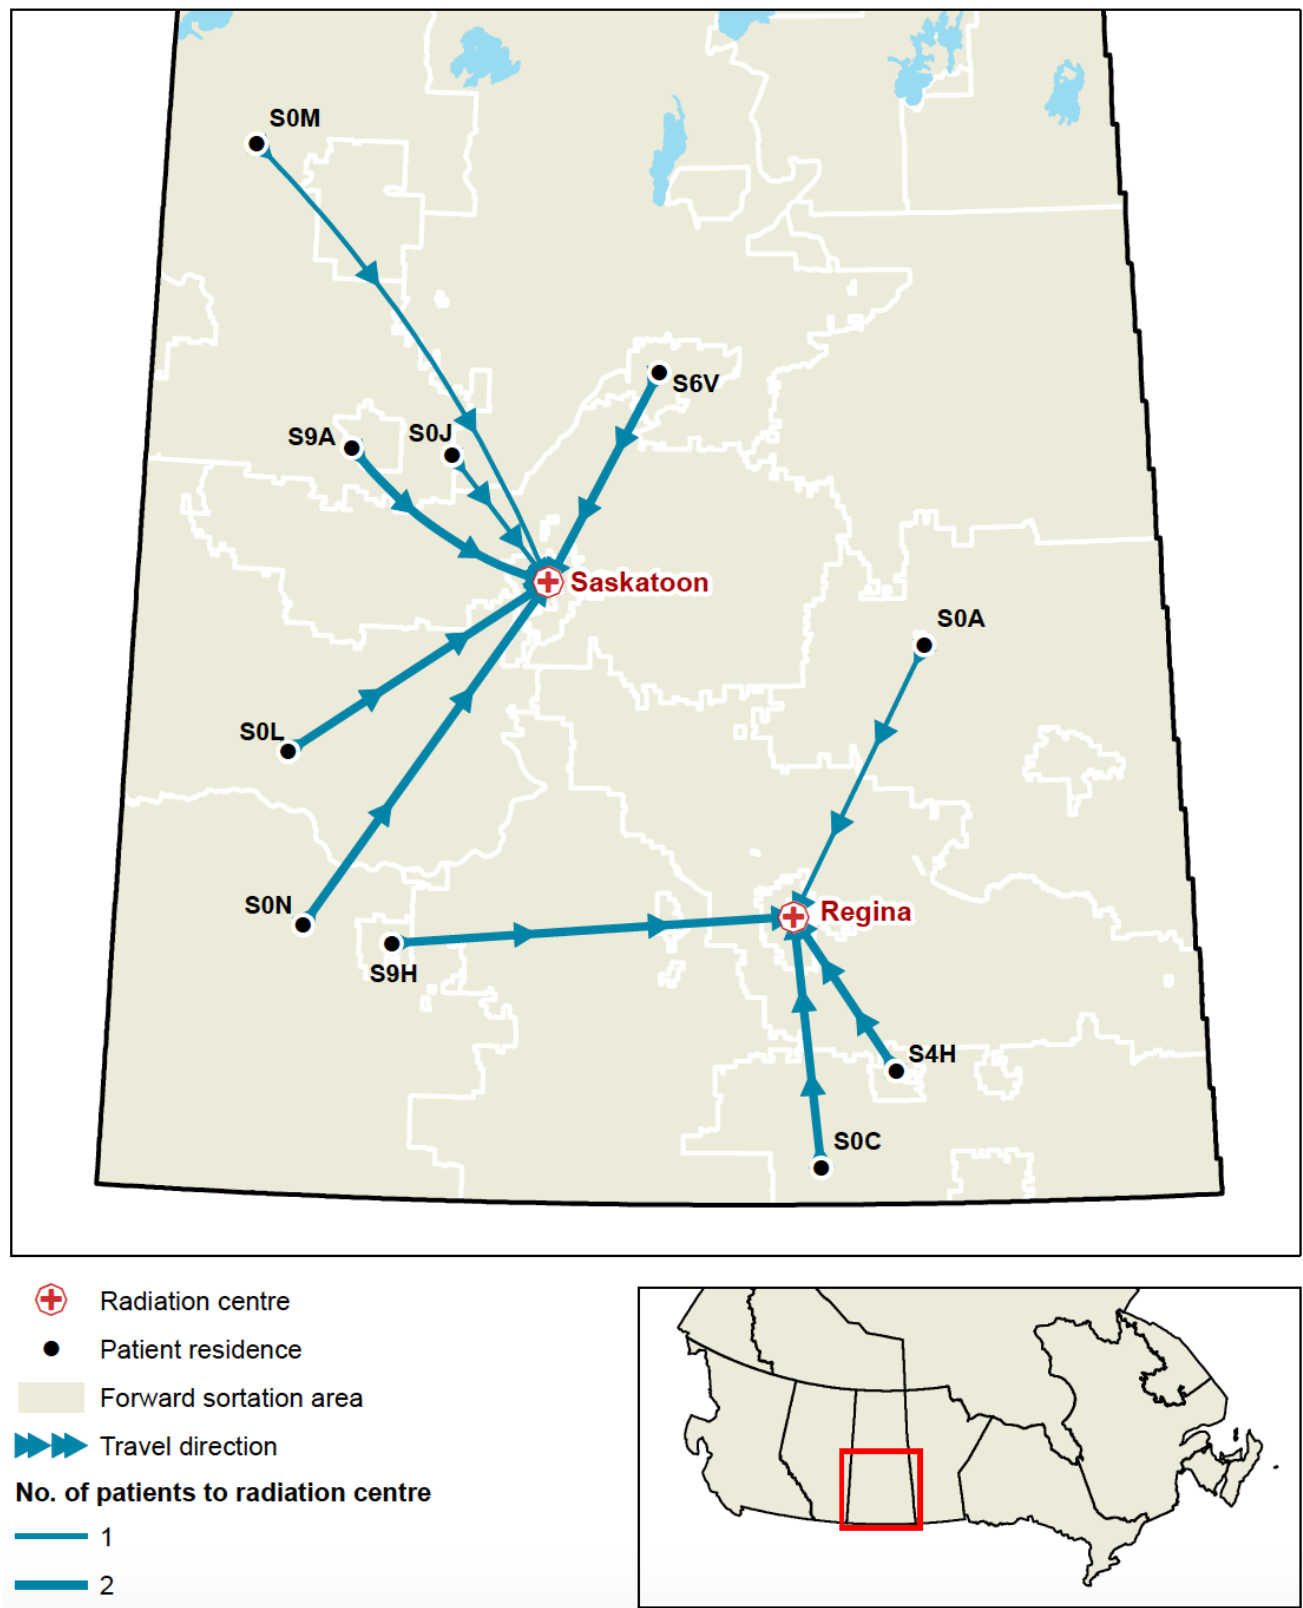 S0M
S6V
S9A
S0J
Saskatoon
S0A
S0L
S0N
Regina
S9H
S4H
S0C
Radiation centre
Patient residence
Forward sortation area
Travel direction
No. of patients to radiation centre
1
2